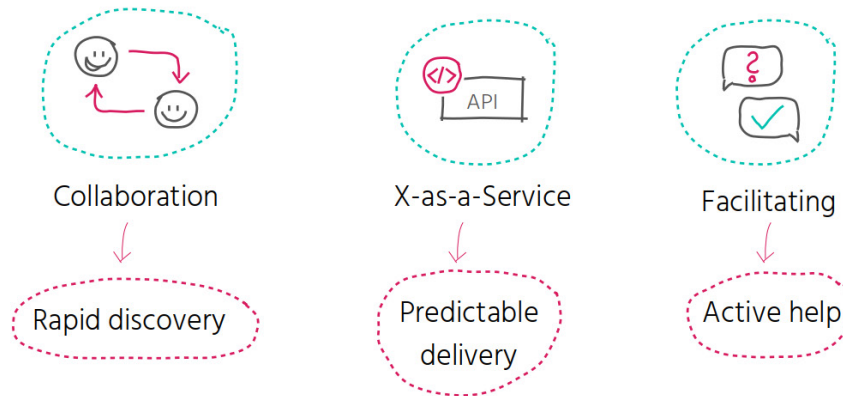 </>
API
?
Collaboration
X-as-a-Service
Facilitating
Rapid discovery
Predictable
delivery
Active help